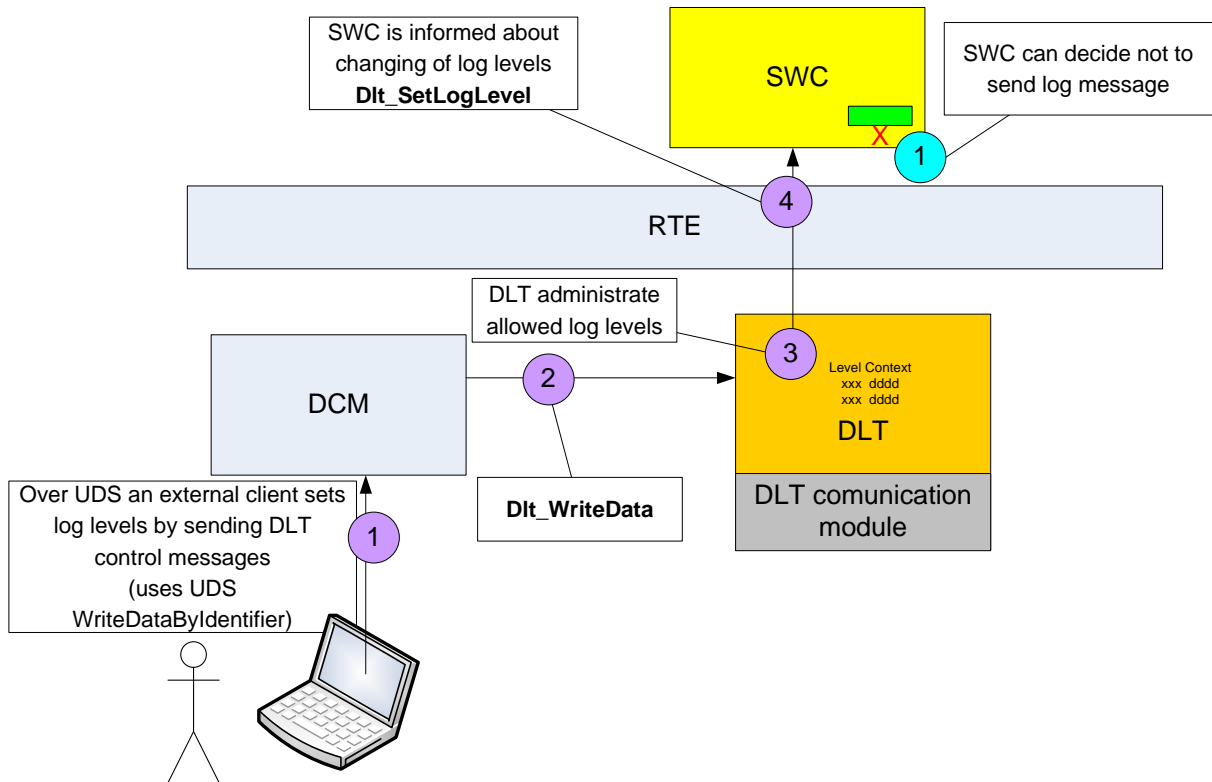 SWC is informed about
changing of log levels
Dlt_SetLogLevel
SWC
X
1
SWC can decide not to
send log message
4
RTE
DLT administrate
allowed log levels
3
2
DCM
Level Context
xxx dddd
xxx dddd
DLT
DLT comunication
module
Dlt_WriteData
Over UDS an external client sets
log levels by sending DLT
control messages
(uses UDS
WriteDataByIdentifier)
1